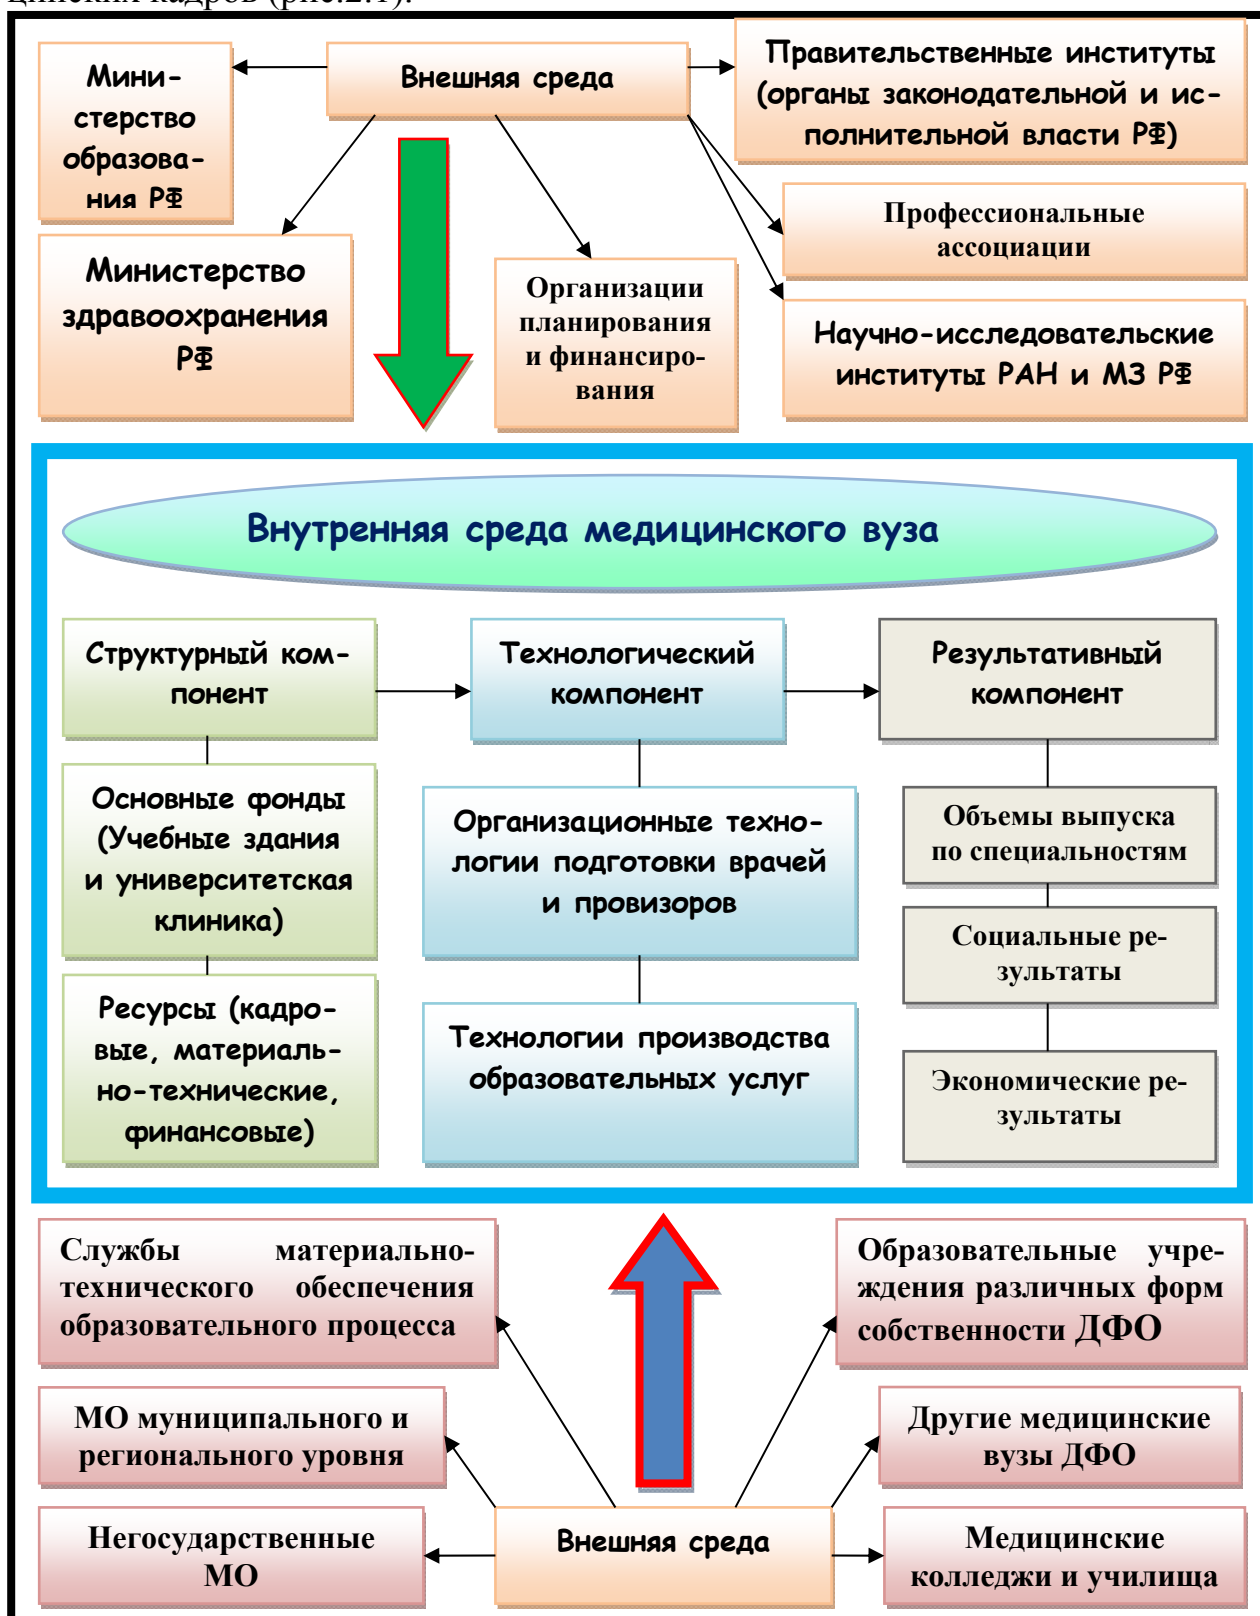 цинских кадров (рис.2.1).
Мини-
стерство
образова-
ния РФ
Внешняя среда
Правительственные институты
(органы законодательной и ис-
полнительной власти РФ)
Профессиональные
ассоциации
Министерство
здравоохранения
РФ
Организации
планирования
и финансиро-
вания
Научно-исследовательские
институты РАН и МЗ РФ
Внутренняя среда медицинского вуза
Структурный ком-
понент
Технологический
компонент
Результативный
компонент
Основные фонды
(Учебные здания
и университетская
клиника)
Организационные техно-
логии подготовки врачей
и провизоров
Объемы выпуска
по специальностям
Социальные ре-
зультаты
Ресурсы (кадро-
вые, материаль-
но-технические,
финансовые)
Технологии производства
образовательных услуг
Экономические ре-
зультаты
Службы материально-
технического обеспечения
образовательного процесса
Образовательные учре-
ждения различных форм
собственности ДФО
МО муниципального и
регионального уровня
Другие медицинские
вузы ДФО
Негосударственные
МО
Внешняя среда
Медицинские
колледжи и училища